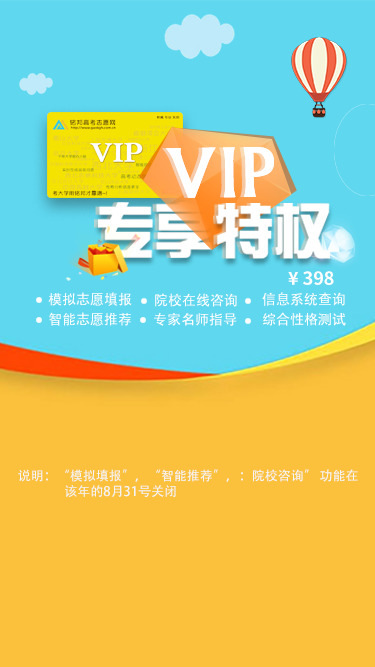 铭对高考志愿网
VIP
VIP
专享特权
¥ 398
模拟志愿填报
院校在线咨询
信息系统查询
智能志愿推荐
专家名师指导
综合性格测试
说明：“模拟填报”，“智能推荐”，：院校咨询” 功能在
该年的8月31号关闭